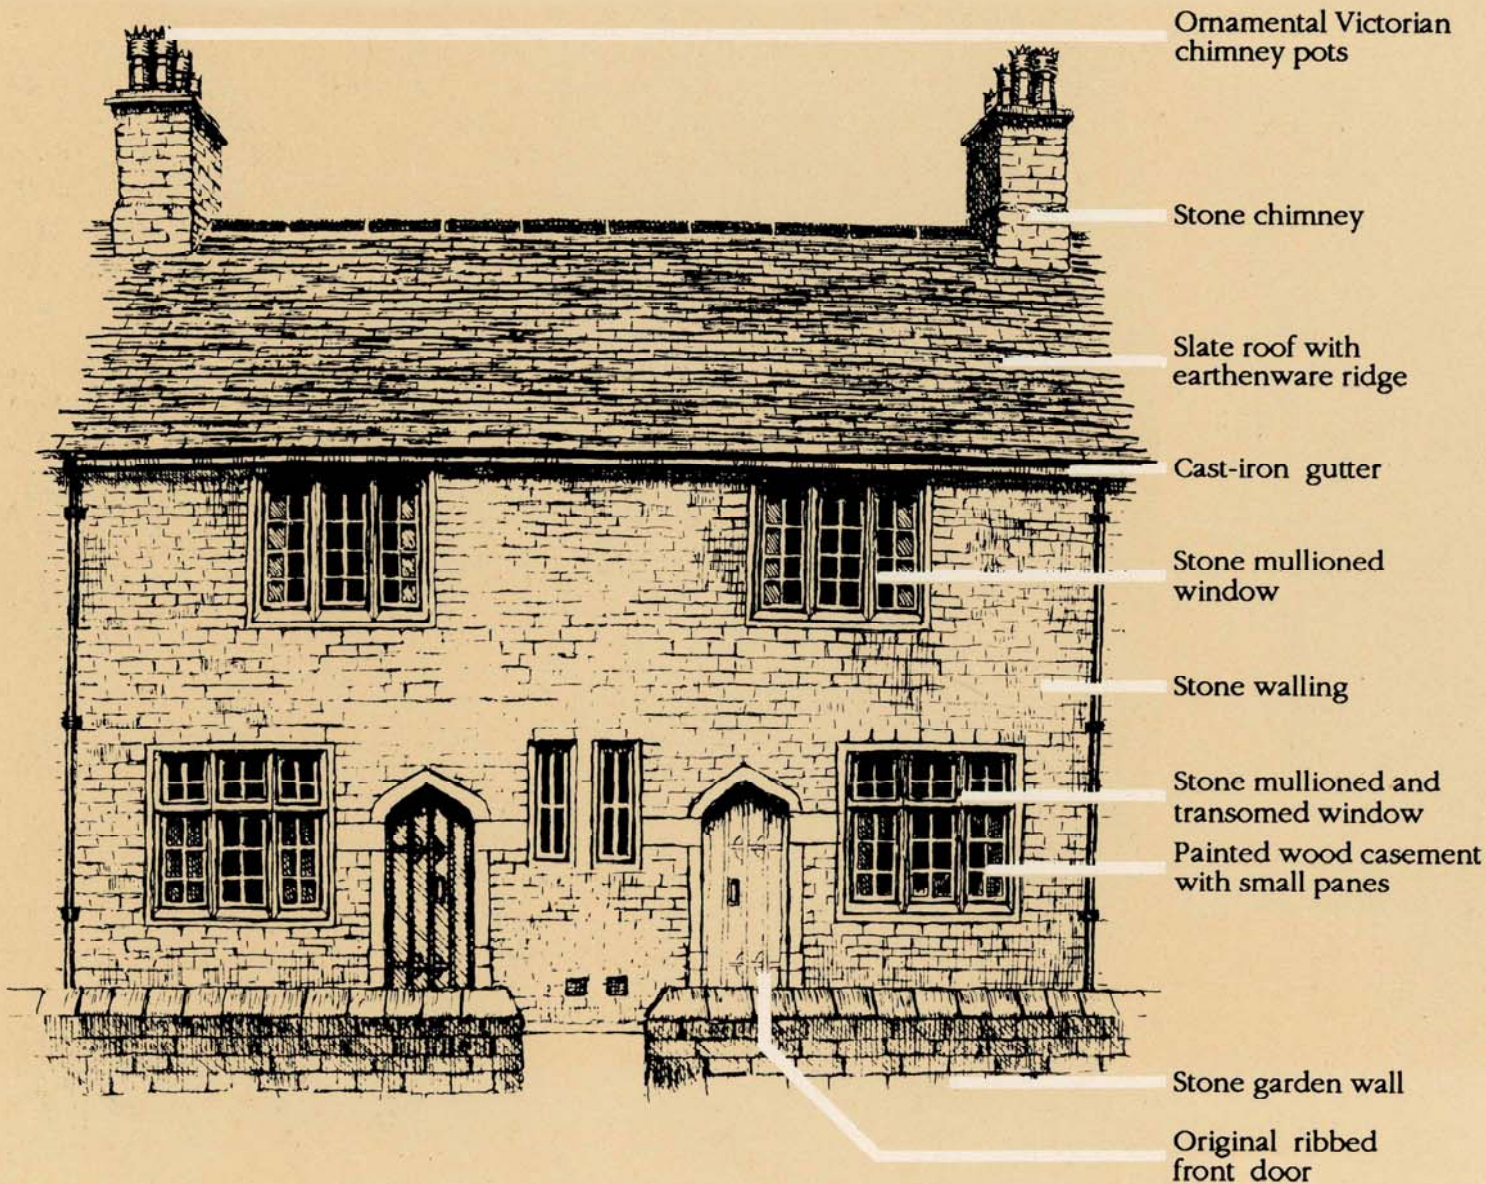 Ornamental Victorian
chimney pots
Stone chimney
Slate roof with
earthenware ridge
Cast-iron gutter
Stone mullioned
window
Stone walling
Stone mullioned and
transomed window
Painted wood casement
with small panes
Stone garden wall
Original ribbed
front door